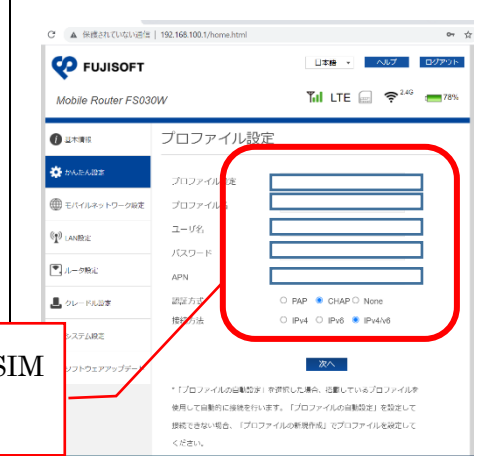 保護されていない通信 | 192.168.100.1/home.html
FUJISOFT
日本語
ヘルプ
ログアウト
Mobile Router FS030W
LTE
2.4G
78%
基本情報
かんたん設定
モバイルネットワーク設定
LAN設定
ルータ設定
クレードル設定
システム設定
ソフトウェアアップデート
プロファイル設定
プロファイル設定
プロファイル名
ユーザ名
パスワード
APN
認証方式
PAP CHAP None
接続方法
IPv4 IPv6 IPv4/v6
次へ
*「プロファイルの自動設定」を選択した場合、搭載しているプロファイルを
使用して自動的に接続を行います。「プロファイルの自動設定」を設定して
接続できない場合、「プロファイルの新規作成」でプロファイルを設定して
ください。
SIM